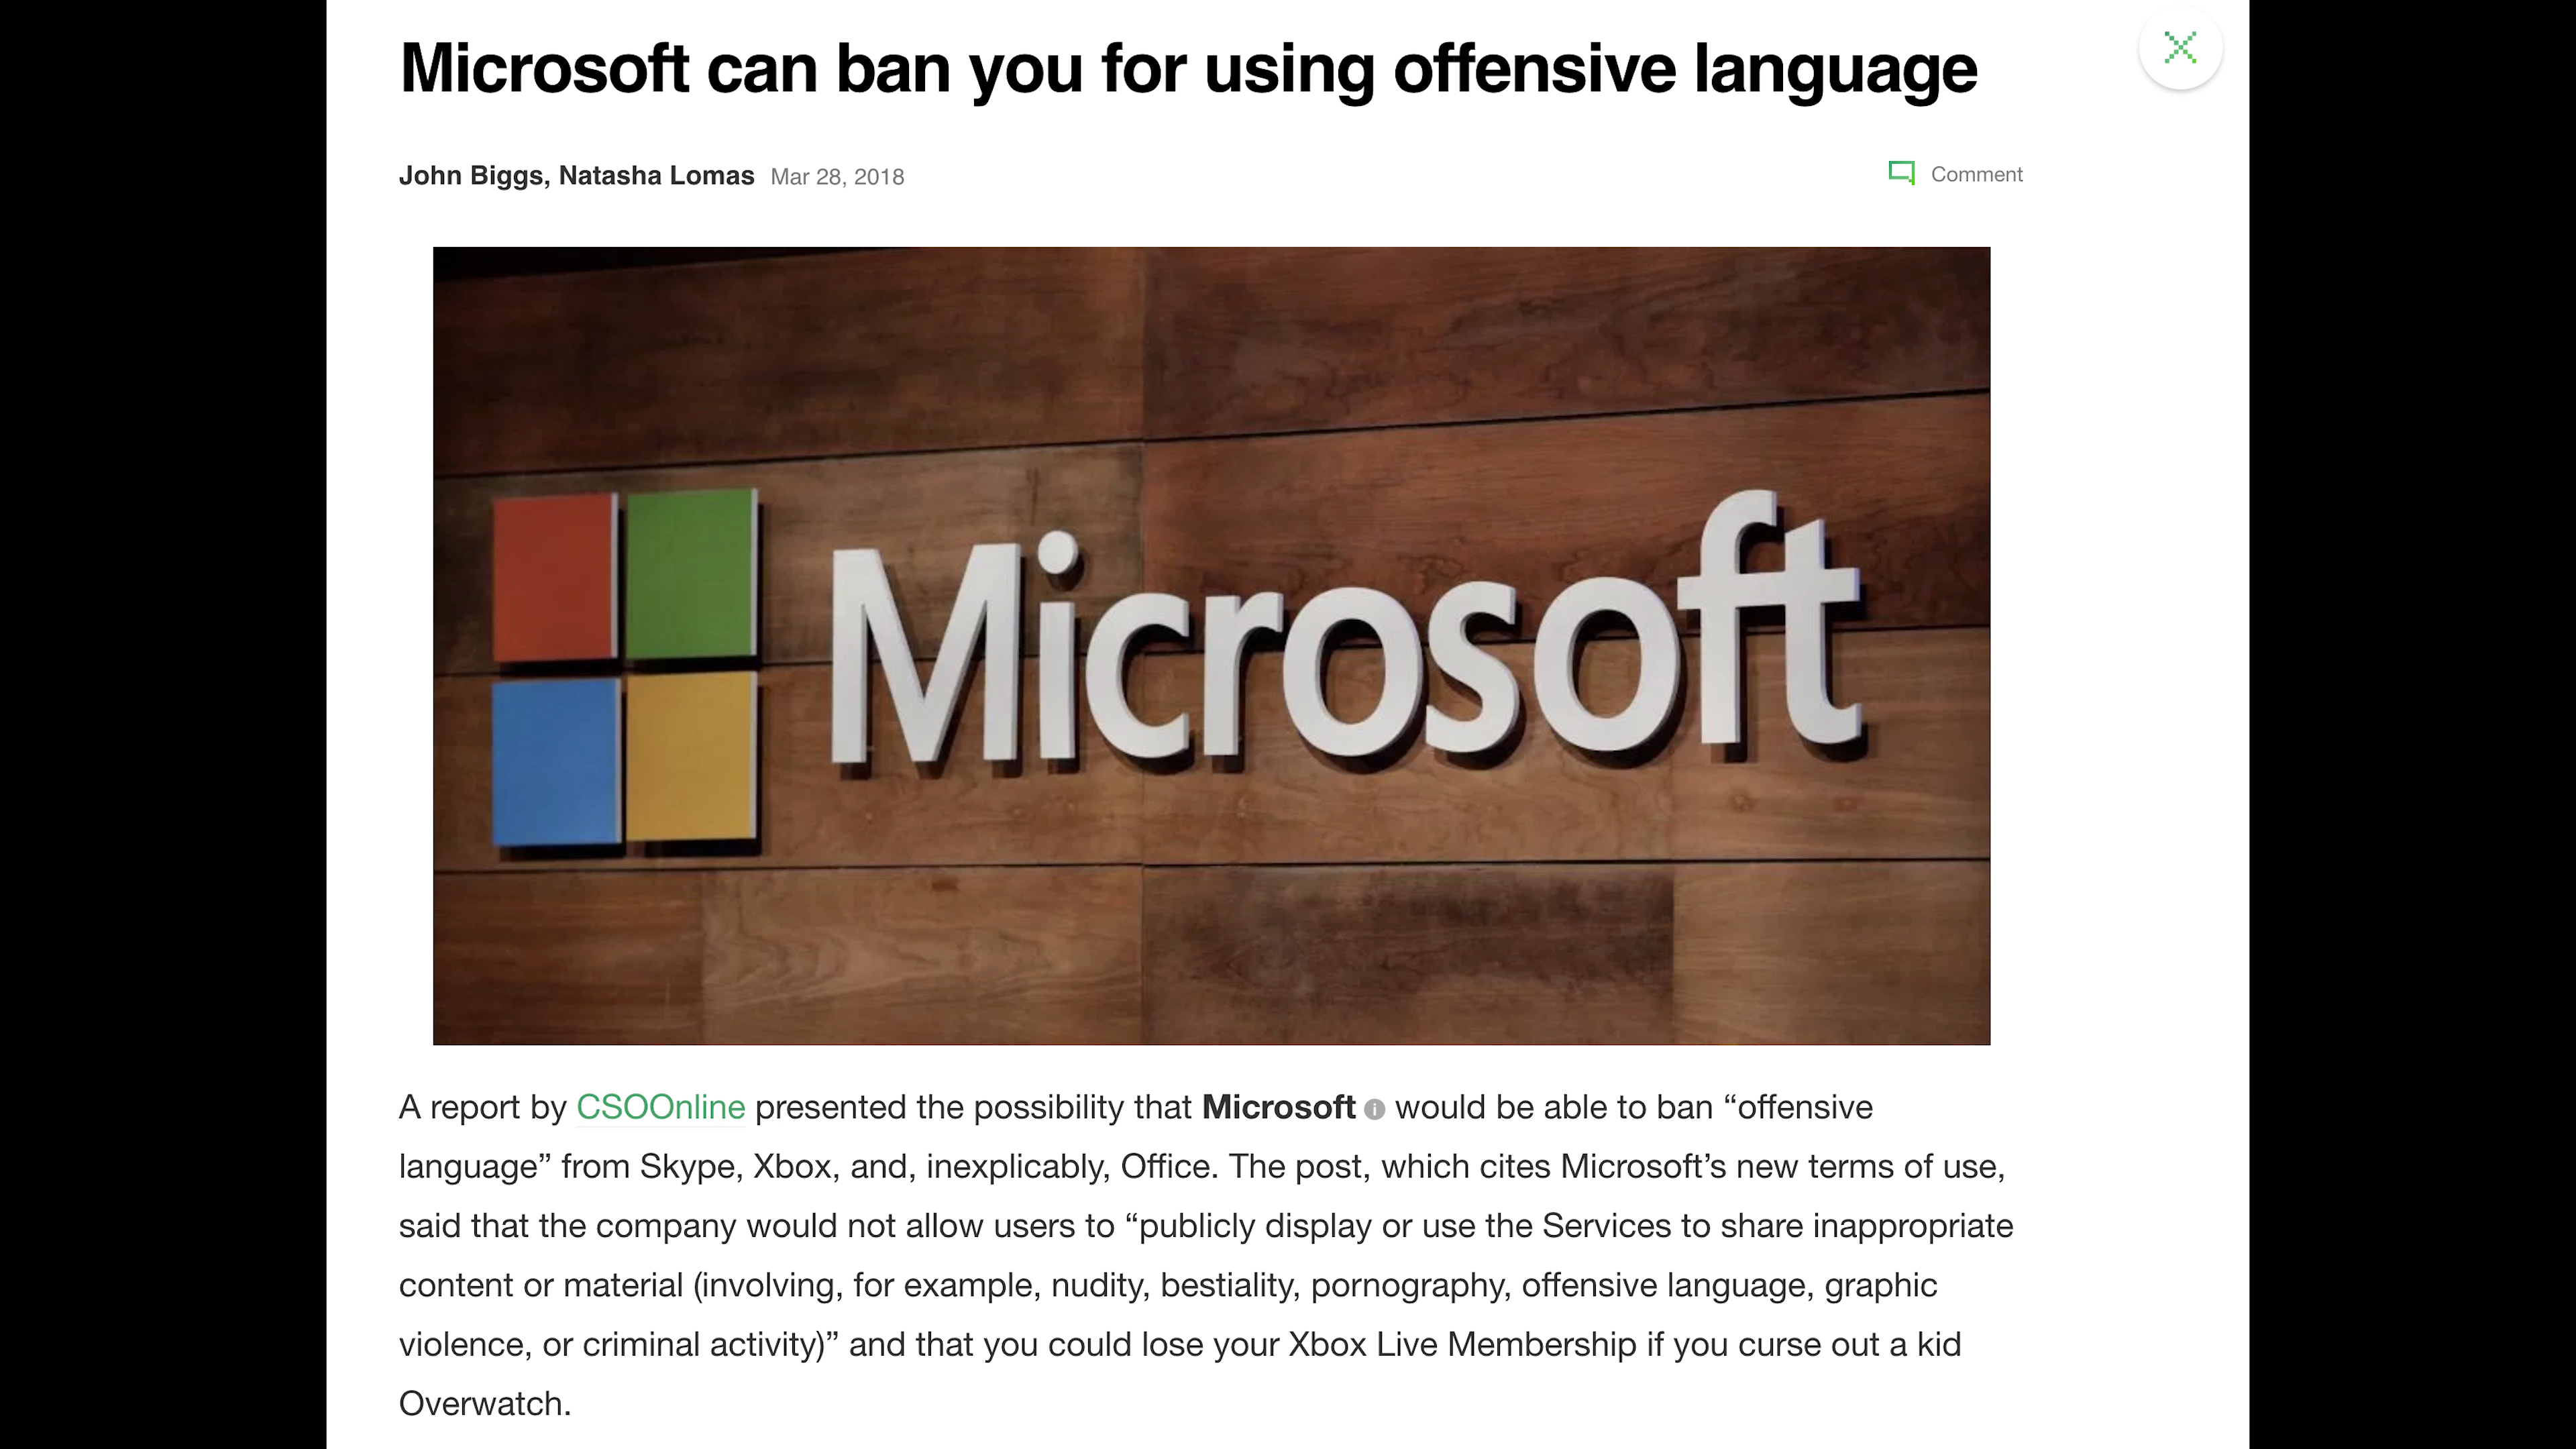 Microsoft can ban you for using offensive language
John Biggs, Natasha Lomas Mar 28, 2018
Comment
Microsoft
A report by CSOOnline presented the possibility that Microsoft i would be able to ban “offensive
language” from Skype, Xbox, and, inexplicably, Office. The post, which cites Microsoft’s new terms of use,
said that the company would not allow users to “publicly display or use the Services to share inappropriate
content or material (involving, for example, nudity, bestiality, pornography, offensive language, graphic
violence, or criminal activity)” and that you could lose your Xbox Live Membership if you curse out a kid
Overwatch.